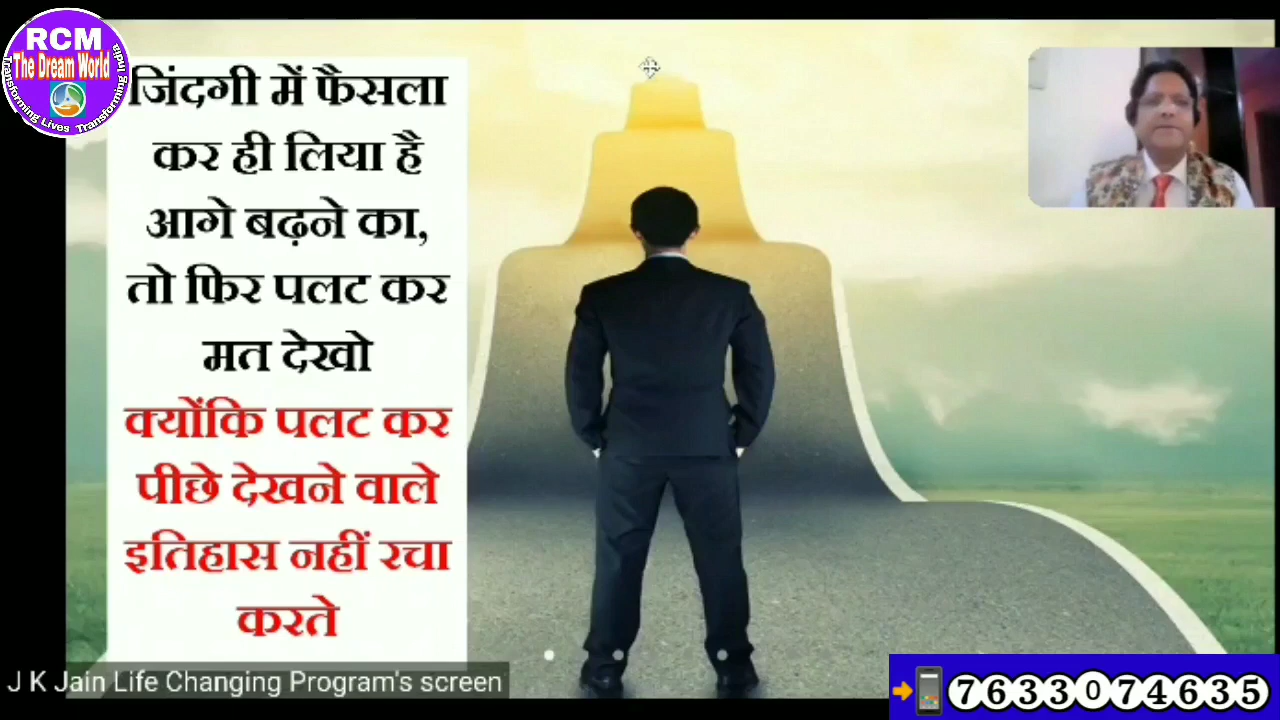 RCM
The Dream World
Transforming Lives Transforming India
जिंदगी में फैसला
कर ही लिया है
आगे बढ़ने का,
तो फिर पलट कर
मत देखो
क्योंकि पलट कर
पीछे देखने वाले
इतिहास नहीं रचा
करते
J K Jain Life Changing Program's screen
7633074635